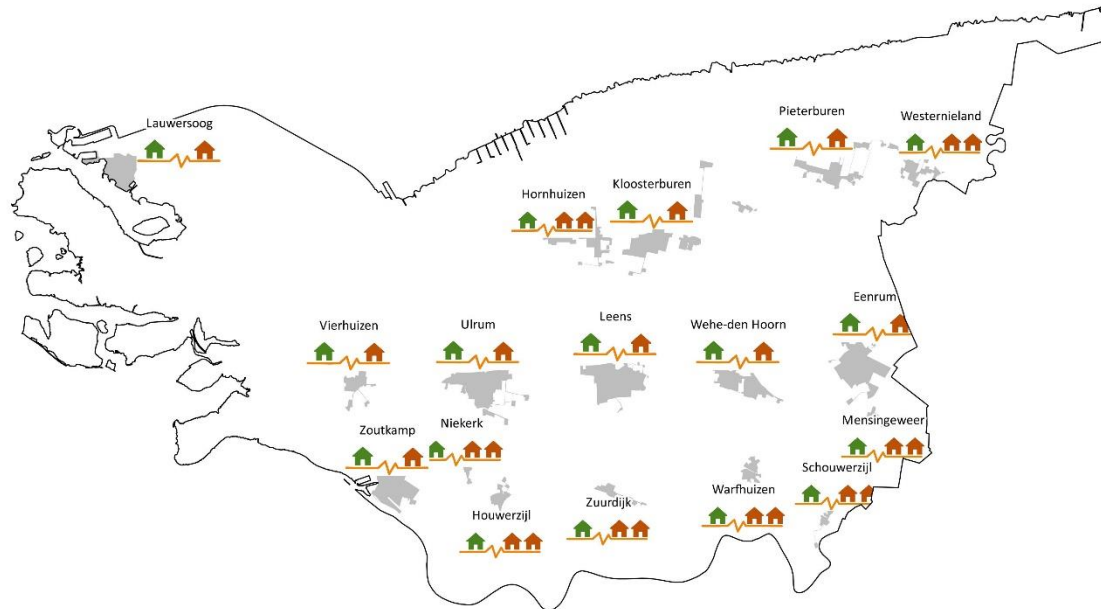 Lauwersoog
Pieterburen
Westernieland
Hornhuizen
Kloosterburen
Eenrum
Vierhuizen
Ulrum
Leens
Wehe-den Hoorn
Zoutkamp
Niekerk
Mensingeweer
Schouwerzijl
Houwerzijl
Zuurdijk
Warfhuizen